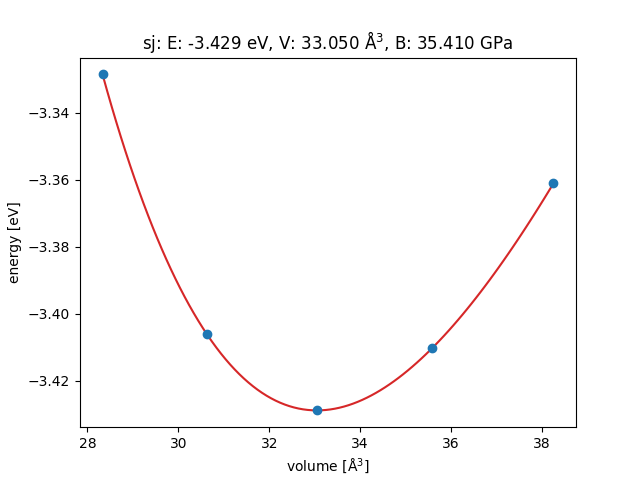 sj: E: -3.429 eV, V: 33.050 Å³, B: 35.410 GPa
−3.34
−3.36
−3.38
−3.40
−3.42
energy [eV]
28 30 32 34 36 38
volume [Å³]